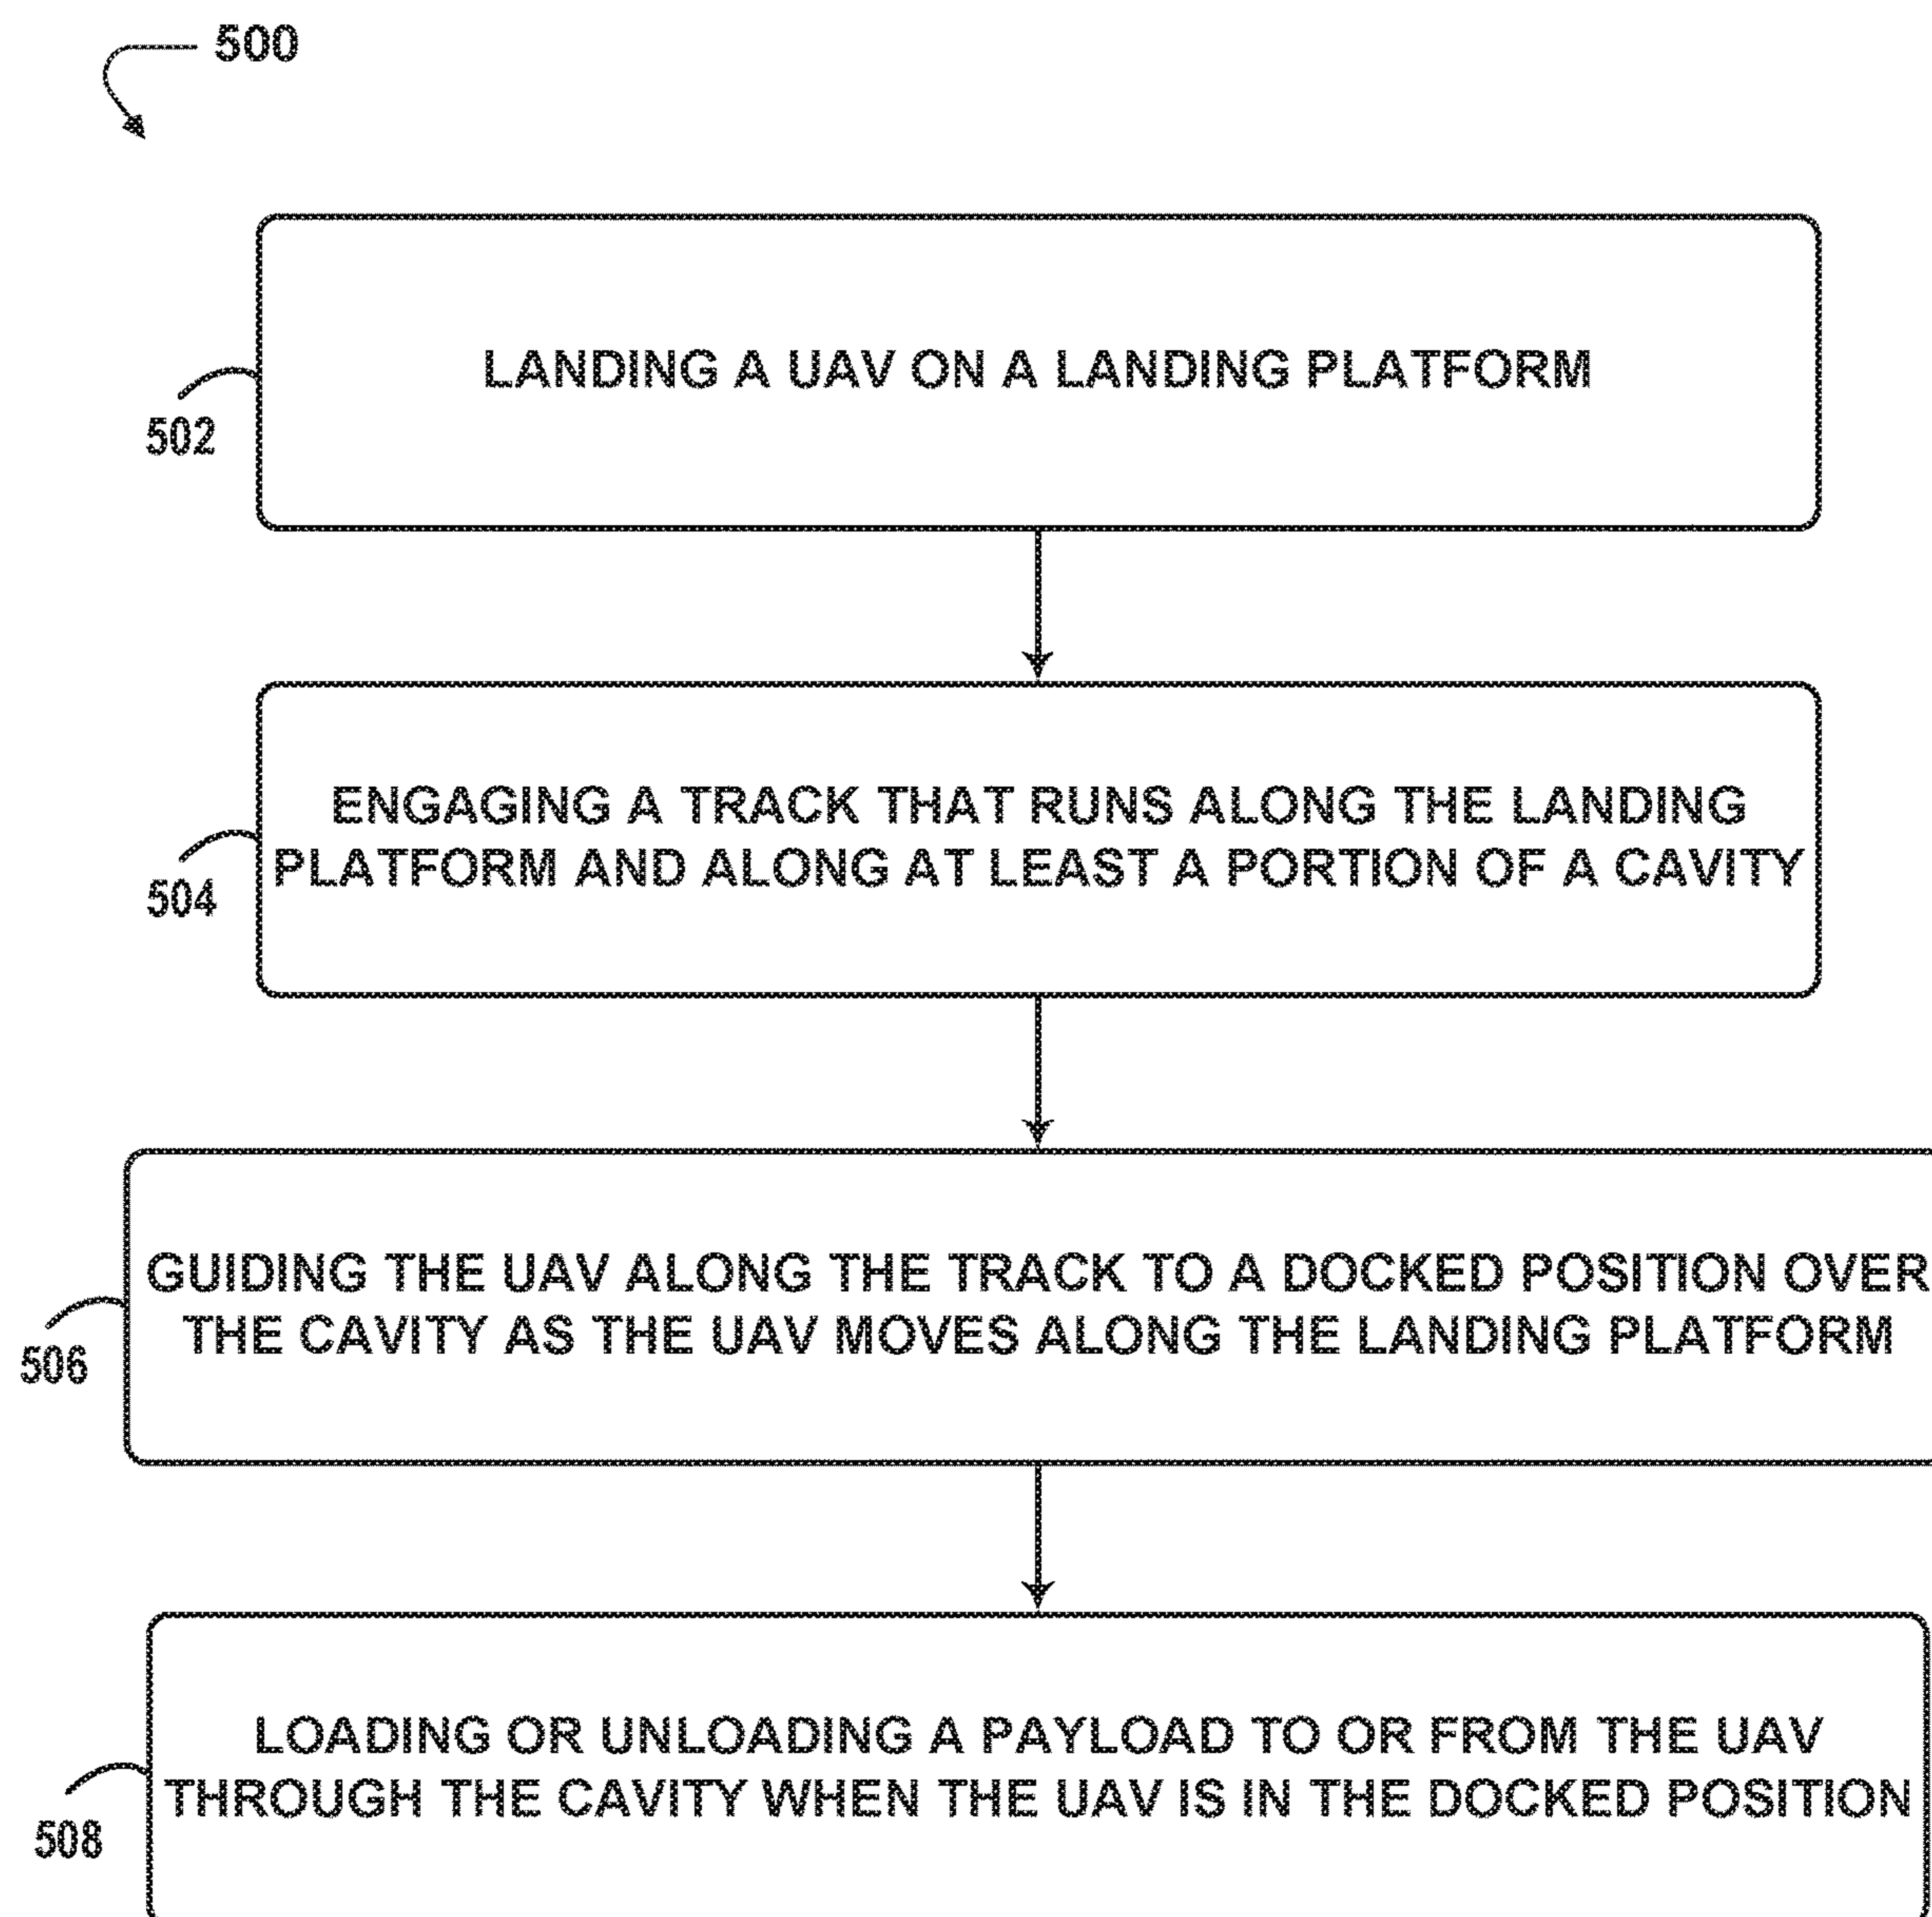 500
LANDING A UAV ON A LANDING PLATFORM
502
ENGAGING A TRACK THAT RUNS ALONG THE LANDING
PLATFORM AND ALONG AT LEAST A PORTION OF A CAVITY
504
GUIDING THE UAV ALONG THE TRACK TO A DOCKED POSITION OVER
THE CAVITY AS THE UAV MOVES ALONG THE LANDING PLATFORM
506
LOADING OR UNLOADING A PAYLOAD TO OR FROM THE UAV
THROUGH THE CAVITY WHEN THE UAV IS IN THE DOCKED POSITION
508